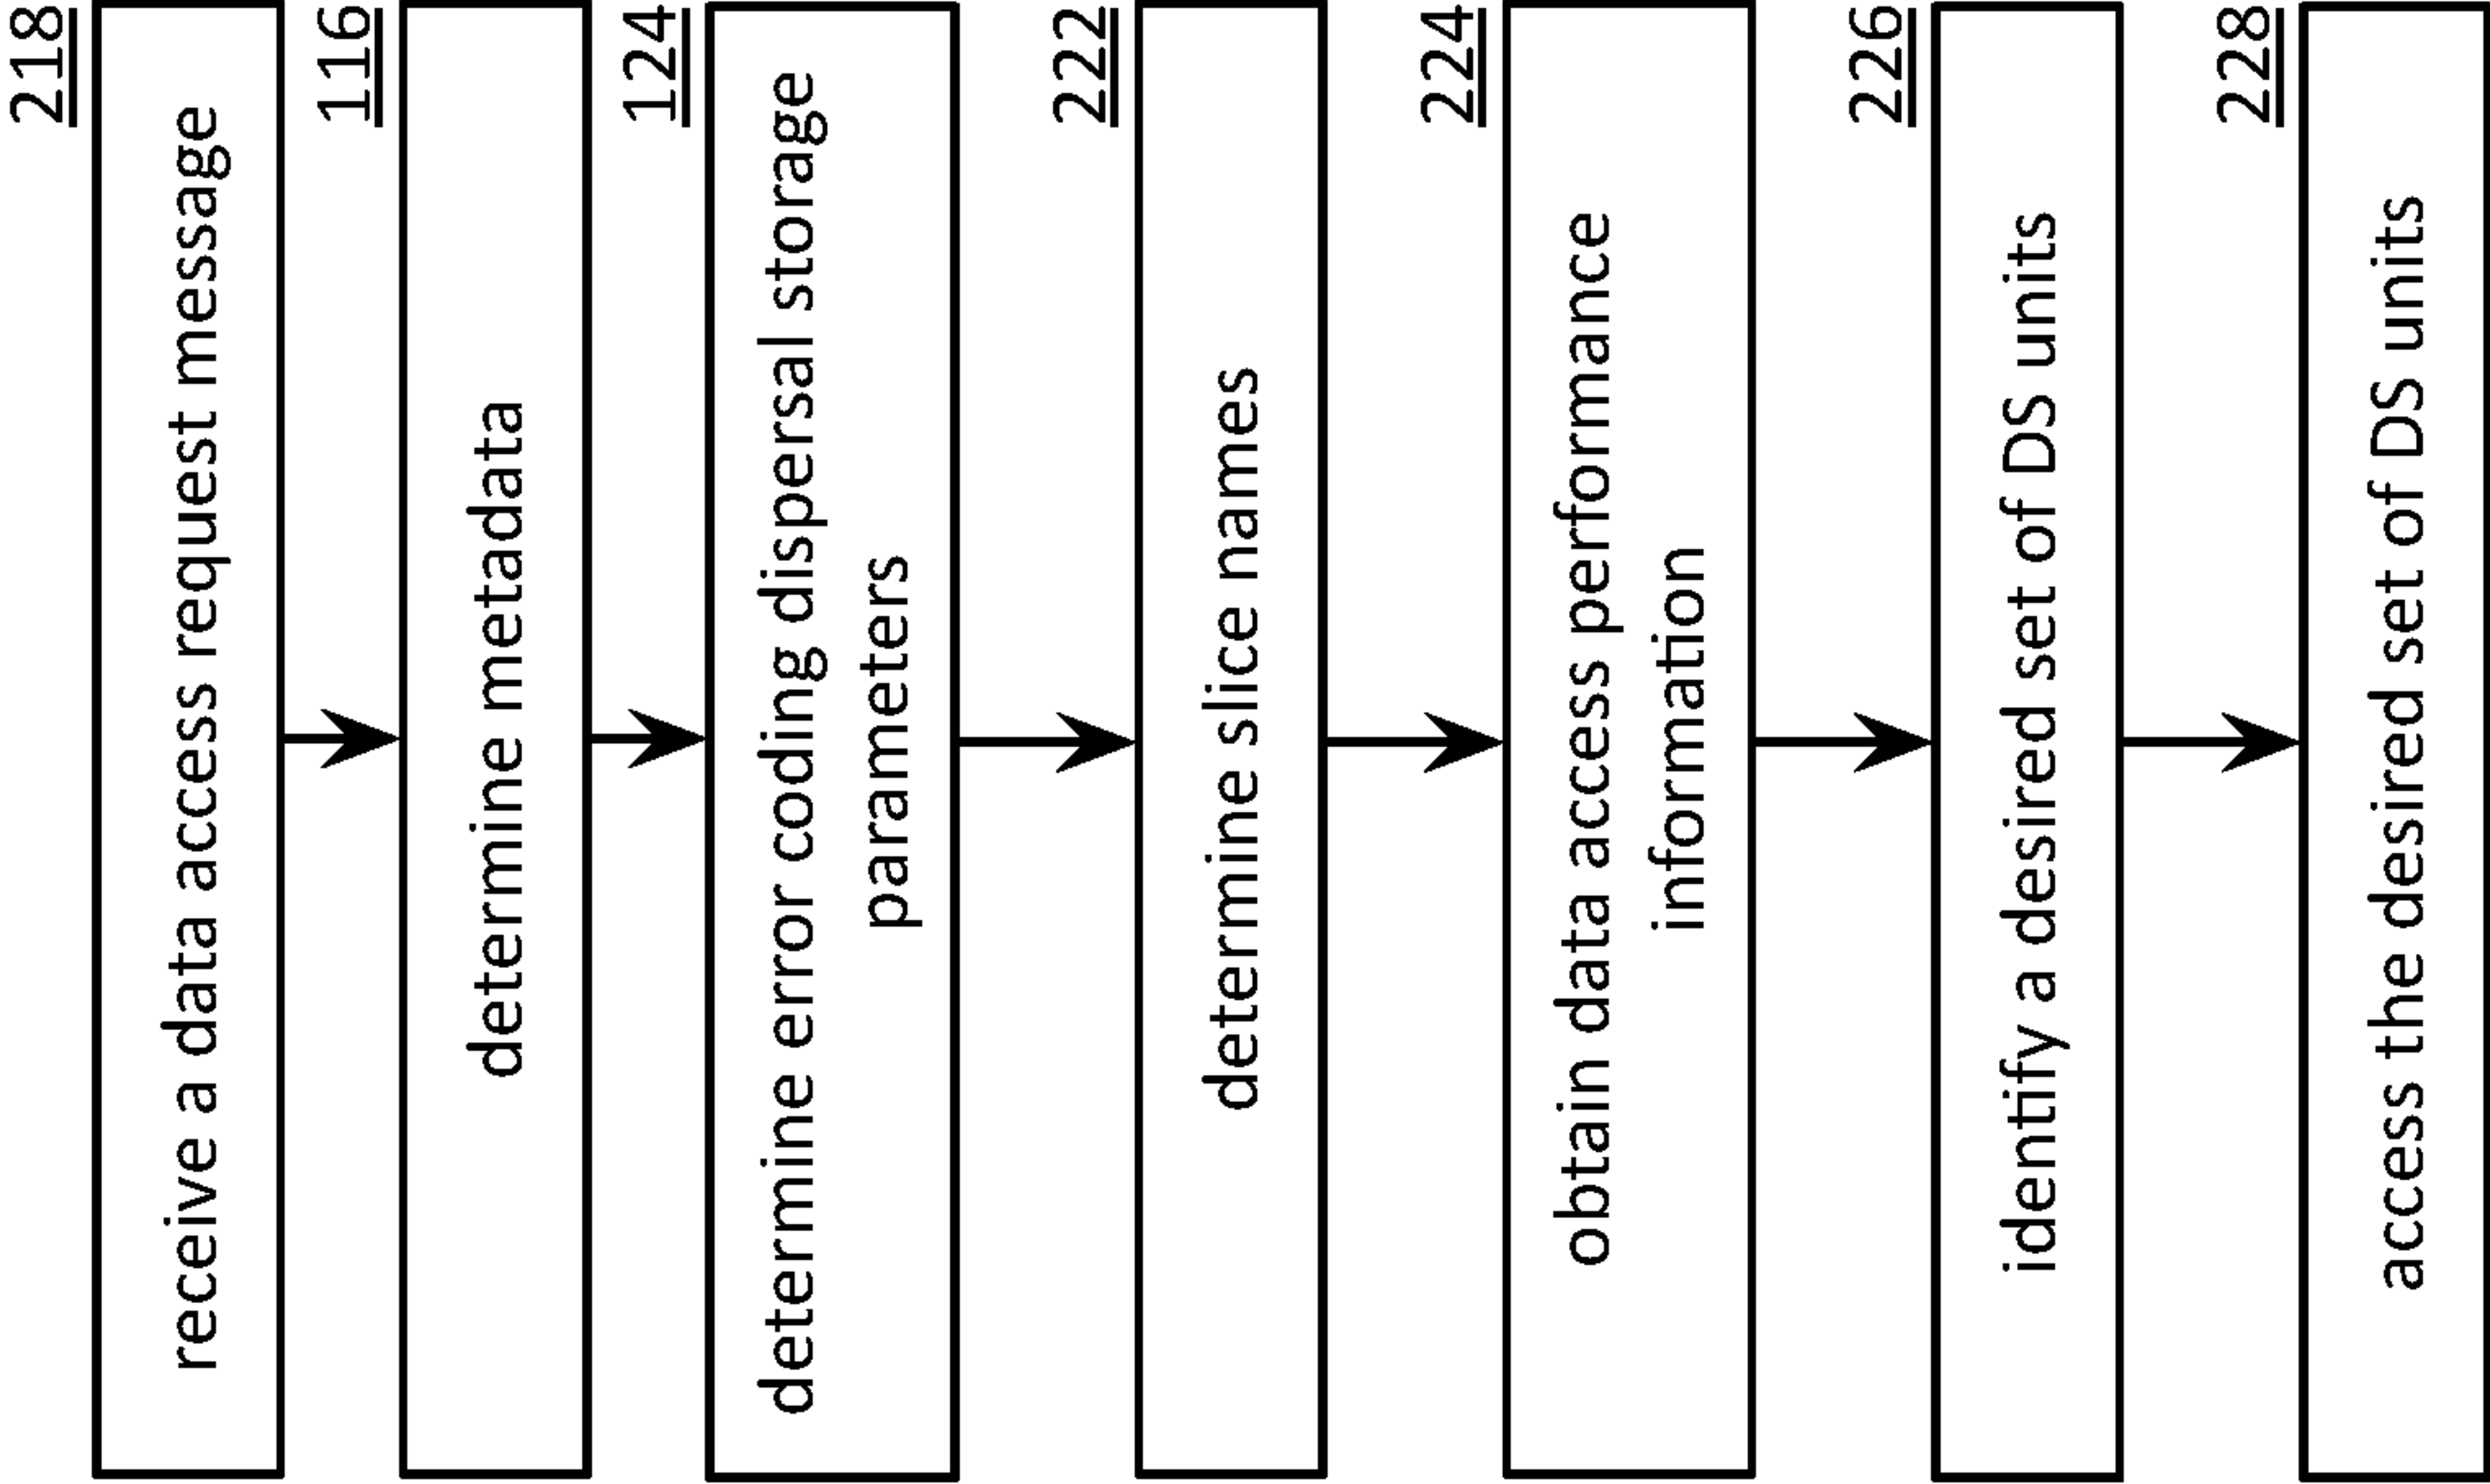 218
receive a data access request message
116
determine metadata
124
determine error coding dispersal storage
parameters
222
determine slice names
224
obtain data access performance
information
226
identify a desired set of DS units
228
access the desired set of DS units